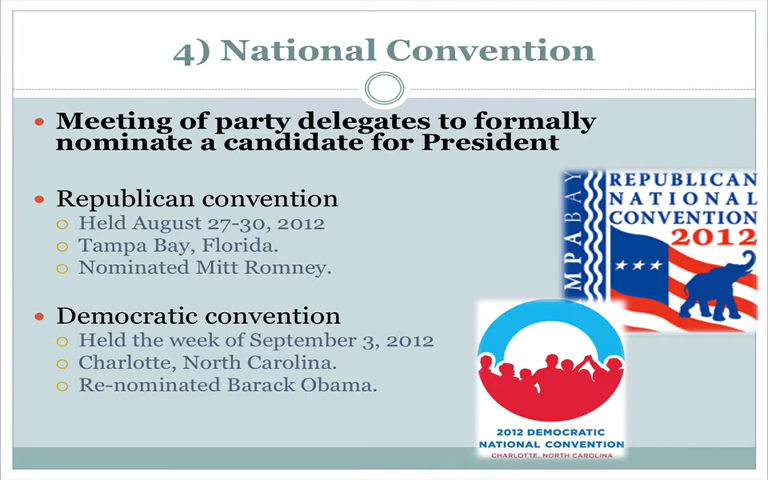 4) National Convention
• Meeting of party delegates to formally
nominate a candidate for President
• Republican convention
o Held August 27-30, 2012
o Tampa Bay, Florida.
o Nominated Mitt Romney.
• Democratic convention
o Held the week of September 3, 2012
o Charlotte, North Carolina.
o Re-nominated Barack Obama.
MPABAY
REPUBLICAN
NATIONAL
CONVENTION
2012
2012 DEMOCRATIC
NATIONAL CONVENTION
CHARLOTTE, NORTH CAROLINA